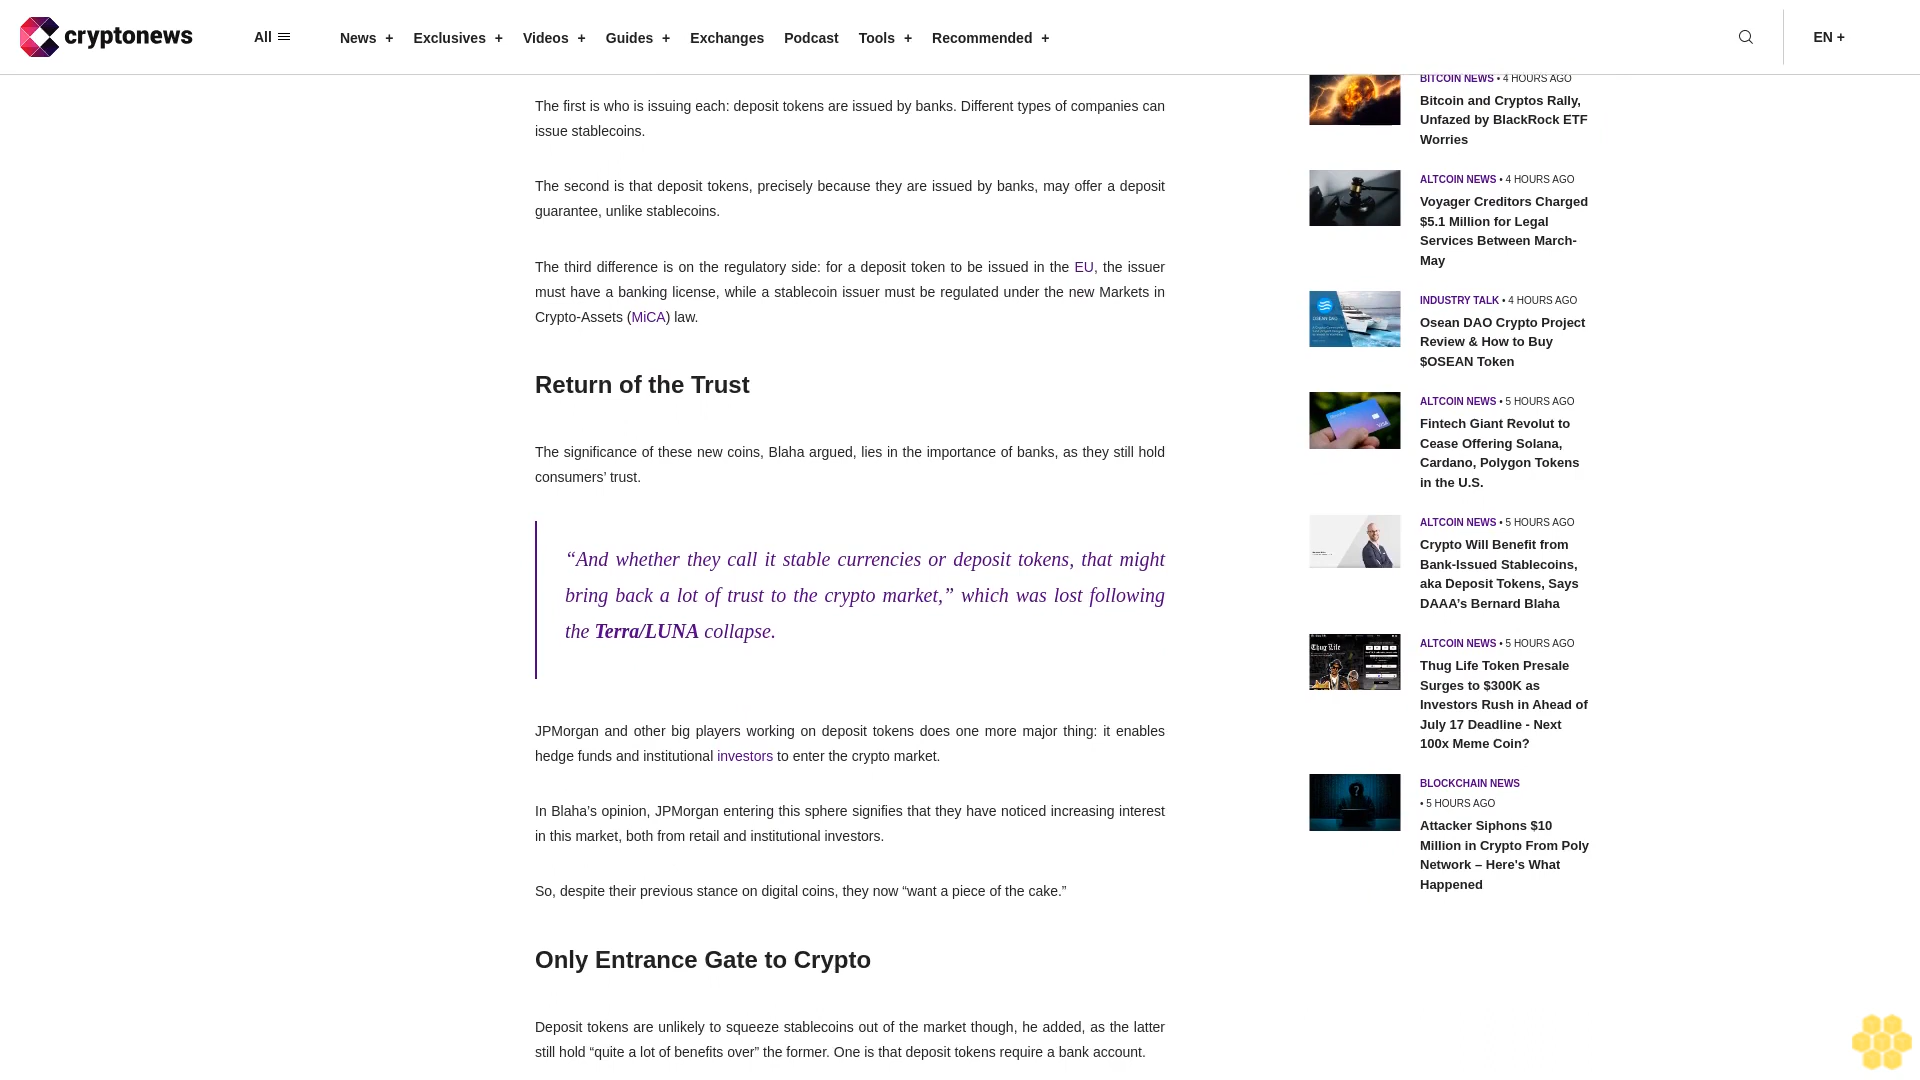 cryptonews
All
News +
Exclusives +
Videos +
Guides +
Exchanges
Podcast
Tools +
Recommended +
EN +
The first is who is issuing each: deposit tokens are issued by banks. Different types of companies can
issue stablecoins.
The second is that deposit tokens, precisely because they are issued by banks, may offer a deposit
guarantee, unlike stablecoins.
The third difference is on the regulatory side: for a deposit token to be issued in the EU, the issuer
must have a banking license, while a stablecoin issuer must be regulated under the new Markets in
Crypto-Assets (MiCA) law.
Return of the Trust
The significance of these new coins, Blaha argued, lies in the importance of banks, as they still hold
consumers’ trust.
“And whether they call it stable currencies or deposit tokens, that might
bring back a lot of trust to the crypto market,” which was lost following
the Terra/LUNA collapse.
JPMorgan and other big players working on deposit tokens does one more major thing: it enables
hedge funds and institutional investors to enter the crypto market.
In Blaha’s opinion, JPMorgan entering this sphere signifies that they have noticed increasing interest
in this market, both from retail and institutional investors.
So, despite their previous stance on digital coins, they now “want a piece of the cake.”
Only Entrance Gate to Crypto
Deposit tokens are unlikely to squeeze stablecoins out of the market though, he added, as the latter
still hold “quite a lot of benefits over” the former. One is that deposit tokens require a bank account.
BITCOIN NEWS • 4 HOURS AGO
Bitcoin and Cryptos Rally,
Unfazed by BlackRock ETF
Worries
ALTCOIN NEWS • 4 HOURS AGO
Voyager Creditors Charged
$5.1 Million for Legal
Services Between March-
May
INDUSTRY TALK • 4 HOURS AGO
Osean DAO Crypto Project
Review & How to Buy
$OSEAN Token
ALTCOIN NEWS • 5 HOURS AGO
Fintech Giant Revolut to
Cease Offering Solana,
Cardano, Polygon Tokens
in the U.S.
ALTCOIN NEWS • 5 HOURS AGO
Crypto Will Benefit from
Bank-Issued Stablecoins,
aka Deposit Tokens, Says
DAAA’s Bernard Blaha
Thug Life
ALTCOIN NEWS • 5 HOURS AGO
Thug Life Token Presale
Surges to $300K as
Investors Rush in Ahead of
July 17 Deadline - Next
100x Meme Coin?
BLOCKCHAIN NEWS
• 5 HOURS AGO
Attacker Siphons $10
Million in Crypto From Poly
Network – Here's What
Happened